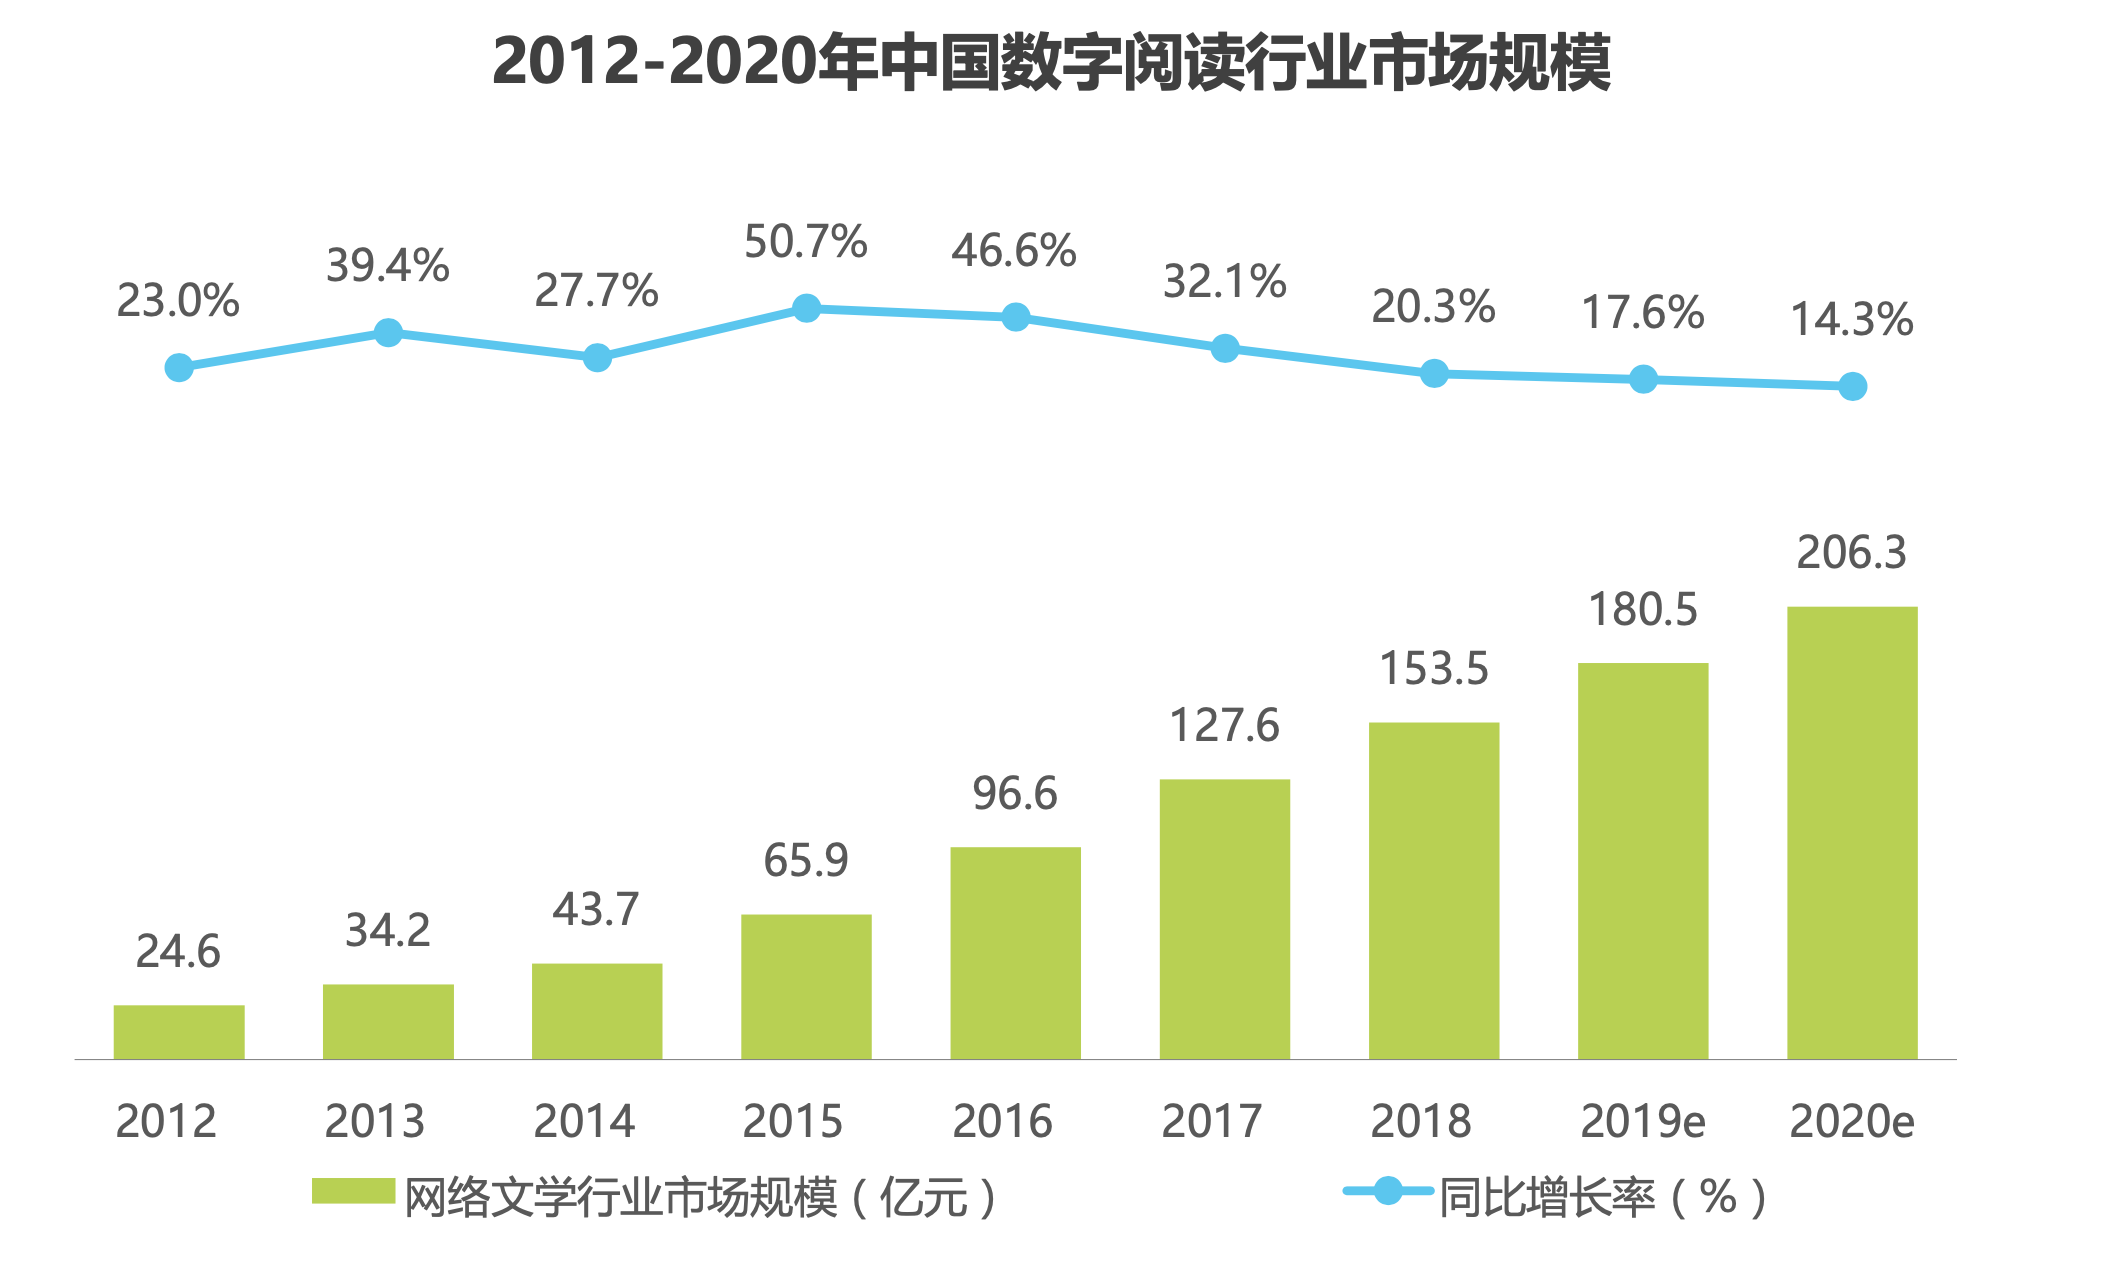 2012-2020年中国数字阅读行业市场规模
23.0% 39.4% 27.7% 50.7% 46.6% 32.1% 20.3% 17.6% 14.3%
24.6 34.2 43.7 65.9 96.6 127.6 153.5 180.5 206.3
2012 2013 2014 2015 2016 2017 2018 2019e 2020e
网络文学行业市场规模（亿元） 同比增长率（%）